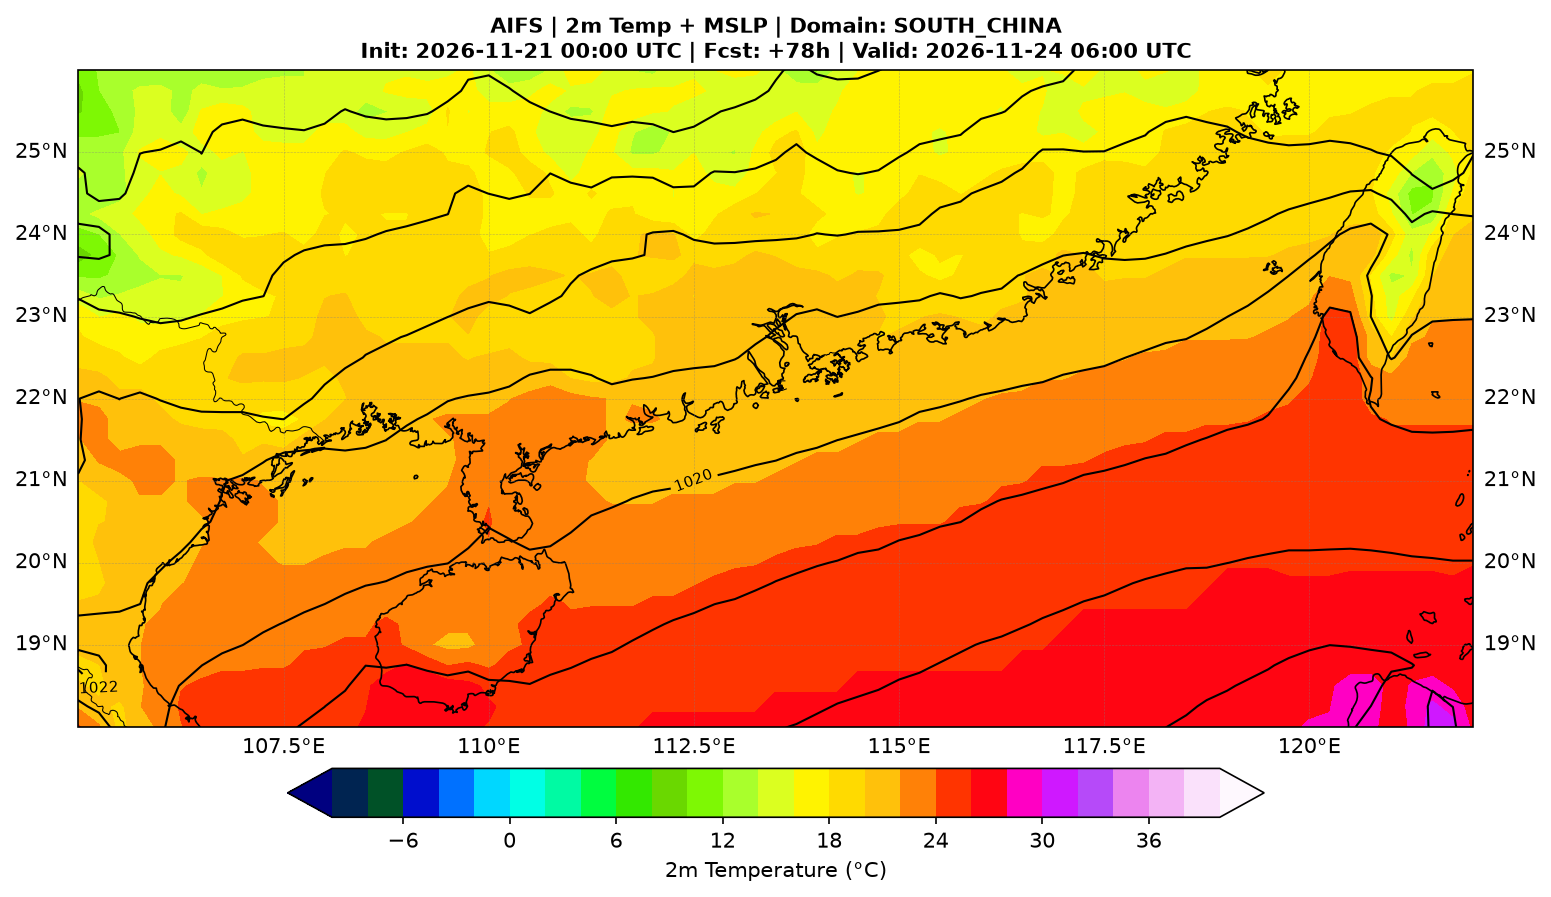 AIFS | 2m Temp + MSLP | Domain: SOUTH_CHINA
Init: 2026-11-21 00:00 UTC | Fcst: +78h | Valid: 2026-11-24 06:00 UTC
25°N 25°N
24°N 24°N
23°N 23°N
22°N 22°N
21°N 1020 21°N
20°N 20°N
19°N 19°N
1022
107.5°E 110°E 112.5°E 115°E 117.5°E 120°E
−6 0 6 12 18 24 30 36
2m Temperature (°C)